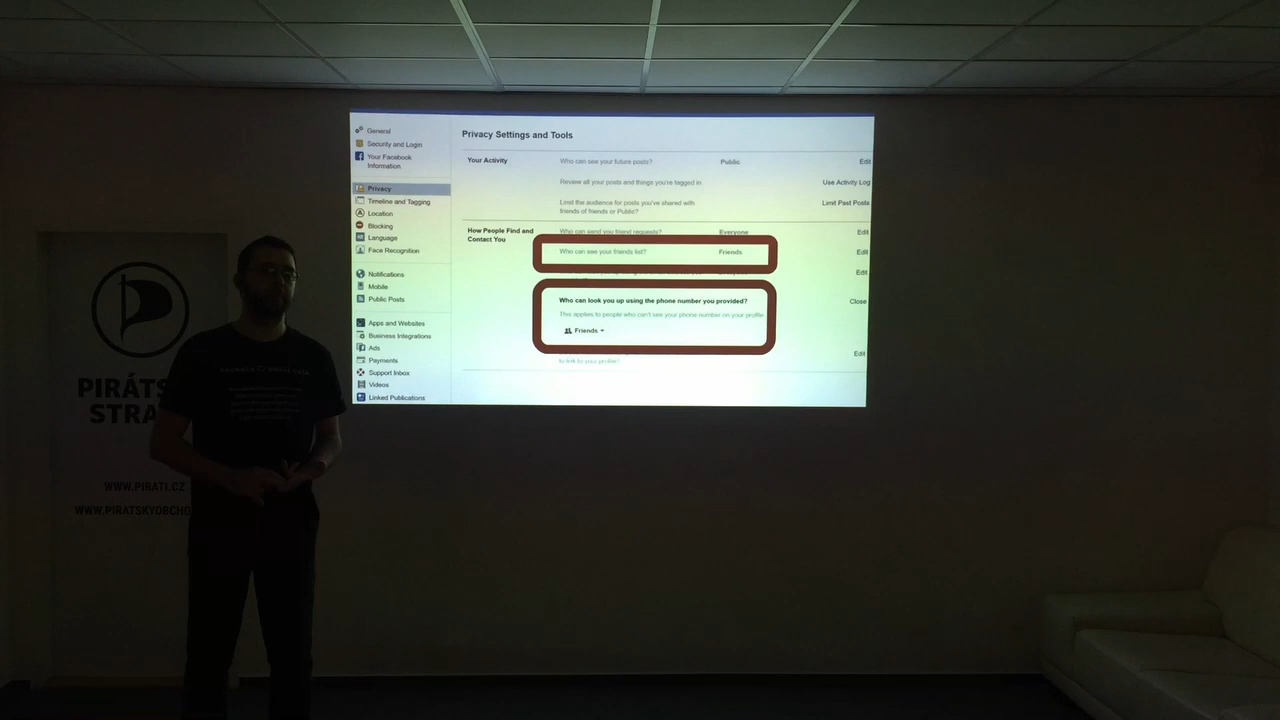 General
Security and Login
Your Facebook
Information
Privacy
Timeline and Tagging
Location
Blocking
Language
Face Recognition
Notifications
Mobile
Public Posts
Apps and Websites
Business Integrations
Ads
Payments
Support Inbox
Videos
Linked Publications
Privacy Settings and Tools
Your Activity
Who can see your future posts? Public Edit
Review all your posts and things you're tagged in Use Activity Log
Limit the audience for posts you've shared with
friends of friends or Public? Limit Past Posts
How People Find and
Contact You
Who can send you friend requests? Everyone Edit
Who can see your friends list? Friends Edit
Edit
Who can look you up using the phone number you provided? Close
This applies to people who can't see your phone number on your profile.
Friends
Edit
to link to your profile?
PIRÁTS
STRA
WWW.PIRATI.CZ
WWW.PIRATSKYOBCHO